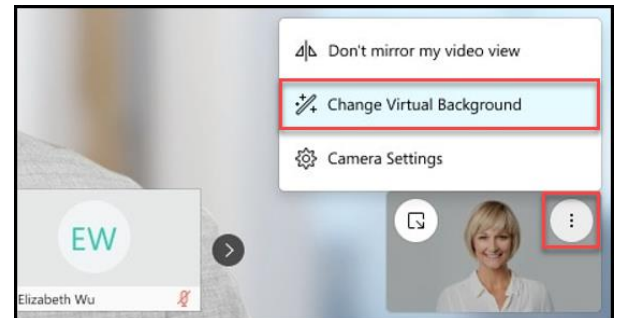 Don't mirror my video view
Change Virtual Background
Camera Settings
EW
Elizabeth Wu